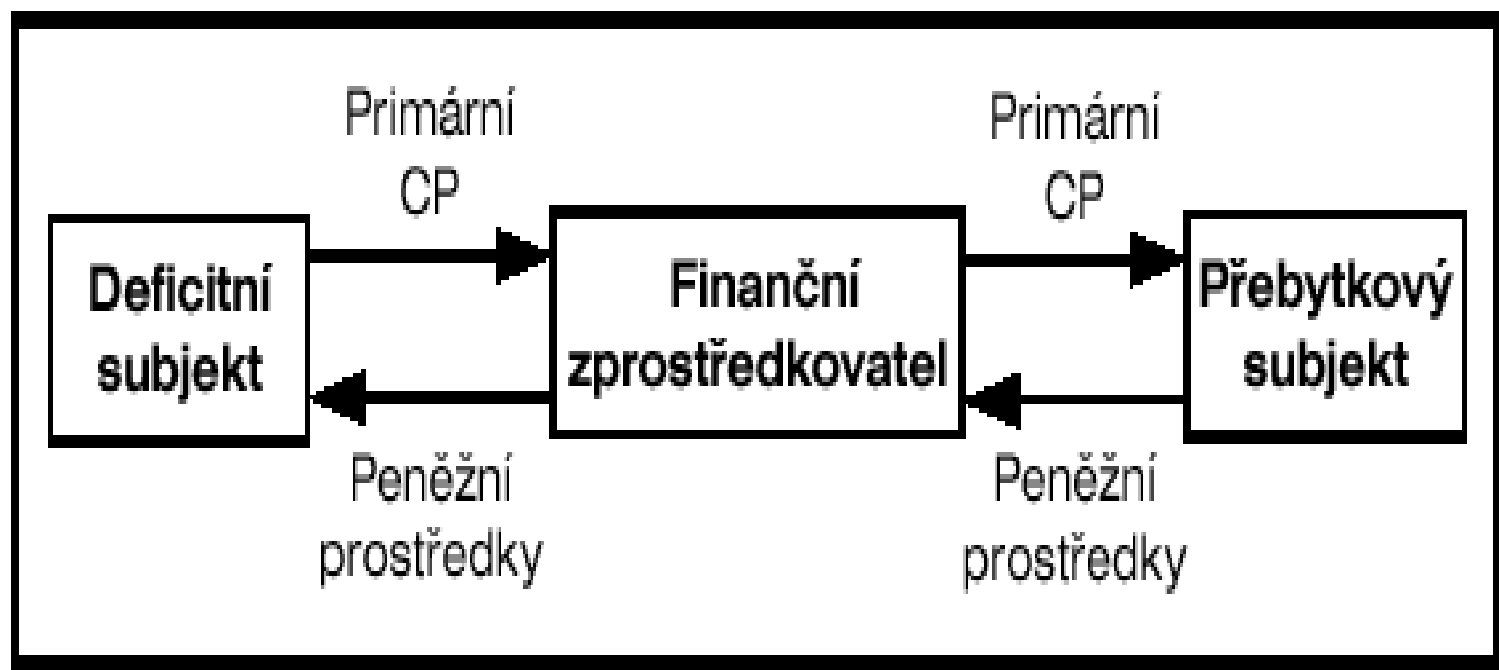 Primární
CP
Primární
CP
Deficitní
subjekt
Finanční
zprostředkovatel
Přebytkový
subjekt
Peněžní
prostředky
Peněžní
prostředky